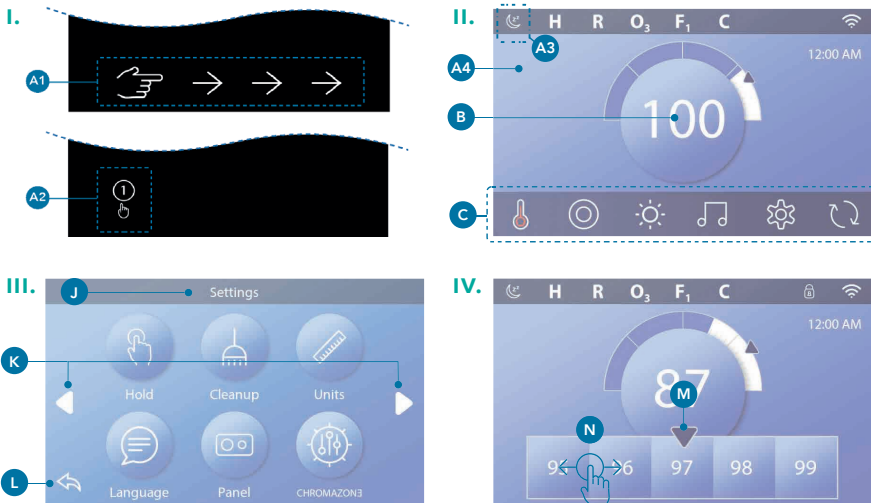 I.
A1
A2
1
II.
H R O3 F1 C
A3
A4
12:00 AM
B
100
C
III.
J
Settings
K
Hold Cleanup Units
L
Language Panel CHROMAZON3
IV.
H R O3 F1 C
12:00 AM
87
M
N
96 97 98 99